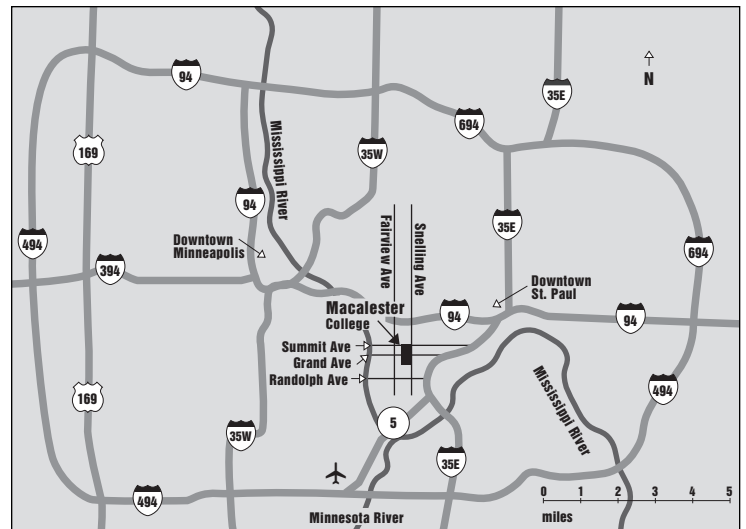 94
35E
N
694
Mississippi River
169
35W
94
35E
Fairview Ave
Snelling Ave
494
Downtown
Minneapolis
694
394
Downtown
St. Paul
Macalester
College
94
94
Summit Ave
Grand Ave
Randolph Ave
Mississippi River
494
169
5
35W
35E
494
0 1 2 3 4 5
miles
Minnesota River